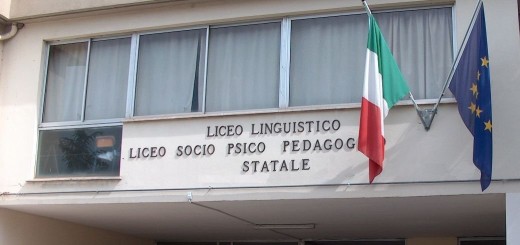 LICEO LINGUISTICO
LICEO SOCIO PSICO PEDAGOG
STATALE